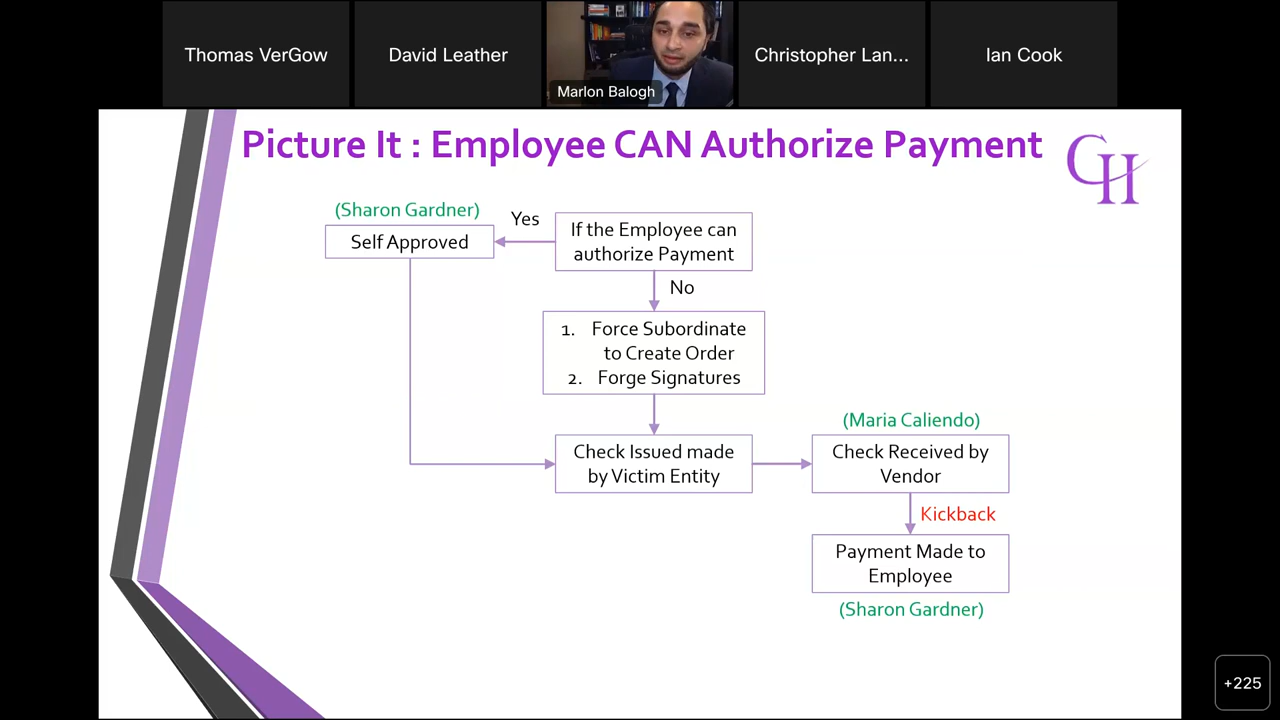 Thomas VerGow
David Leather
Marlon Balogh
Christopher Lan...
Ian Cook
Picture It : Employee CAN Authorize Payment
CH
(Sharon Gardner)
Self Approved
Yes
If the Employee can
authorize Payment
No
1. Force Subordinate
to Create Order
2. Forge Signatures
Check Issued made
by Victim Entity
(Maria Caliendo)
Check Received by
Vendor
Kickback
Payment Made to
Employee
(Sharon Gardner)
+225